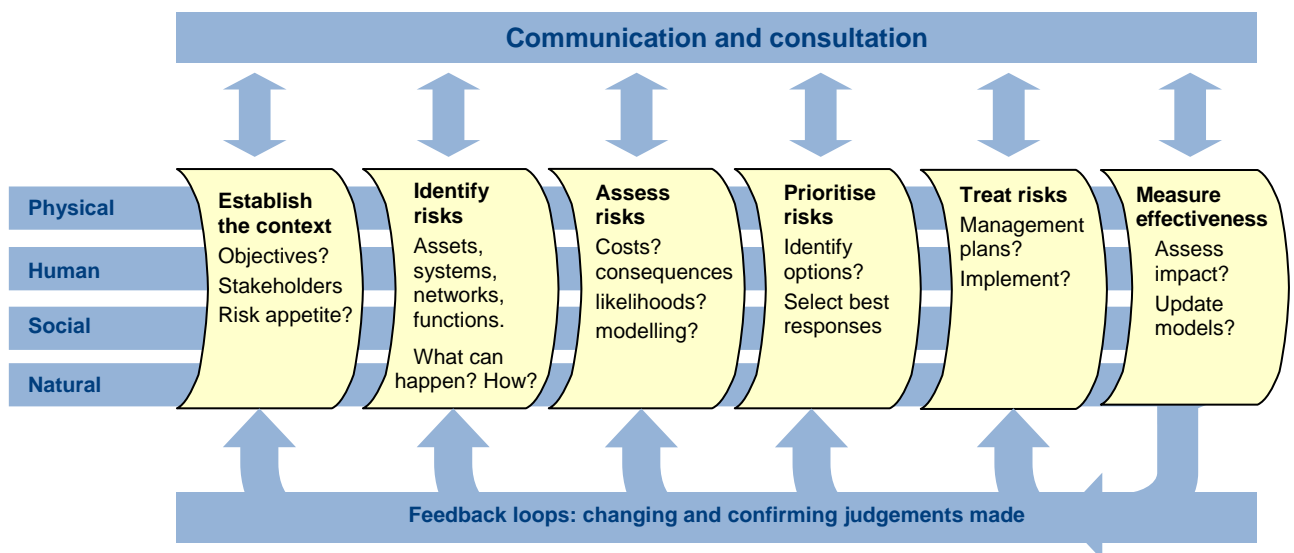 Communication and consultation
Physical
Human
Social
Natural
Establish
the context
Objectives?
Stakeholders
Risk appetite?
Identify
risks
Assets,
systems,
networks,
functions.
What can
happen? How?
Assess
risks
Costs?
consequences
likelihoods?
modelling?
Prioritise
risks
Identify
options?
Select best
responses
Treat risks
Management
plans?
Implement?
Measure
effectiveness
Assess
impact?
Update
models?
Feedback loops: changing and confirming judgements made